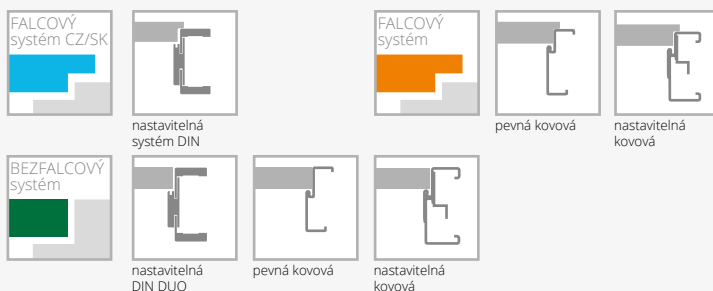 FALCOVÝ
systém CZ/SK
nastavitelná
systém DIN
FALCOVÝ
systém
pevná kovová
nastavitelná
kovová
BEZFALCOVÝ
systém
nastavitelná
DIN DUO
pevná kovová
nastavitelná
kovová